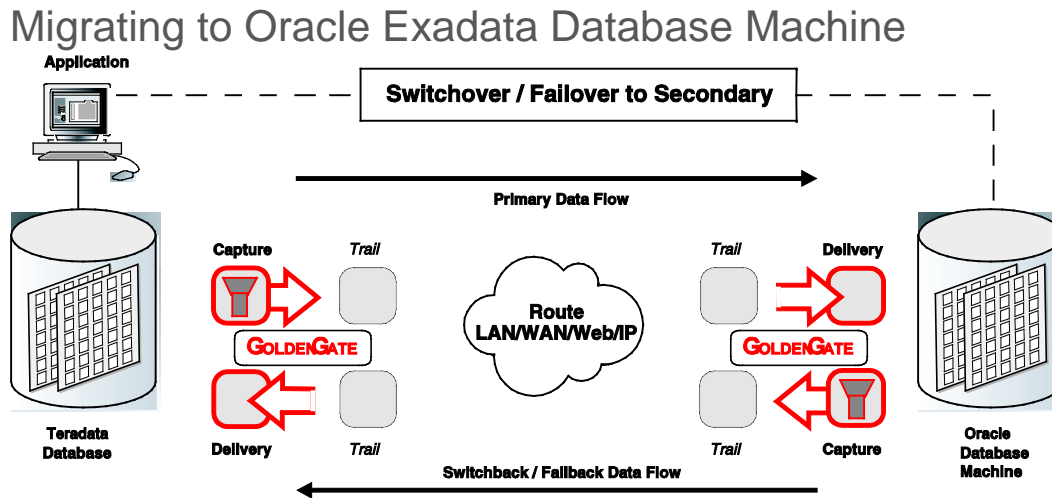 Migrating to Oracle Exadata Database Machine
Application
Switchover / Failover to Secondary
Primary Data Flow
Capture
Trail
Trail
Delivery
Route
LAN/WAN/Web/IP
GOLDENGATE
GOLDENGATE
Teradata
Database
Delivery
Trail
Trail
Capture
Oracle
Database
Machine
Switchback / Fallback Data Flow